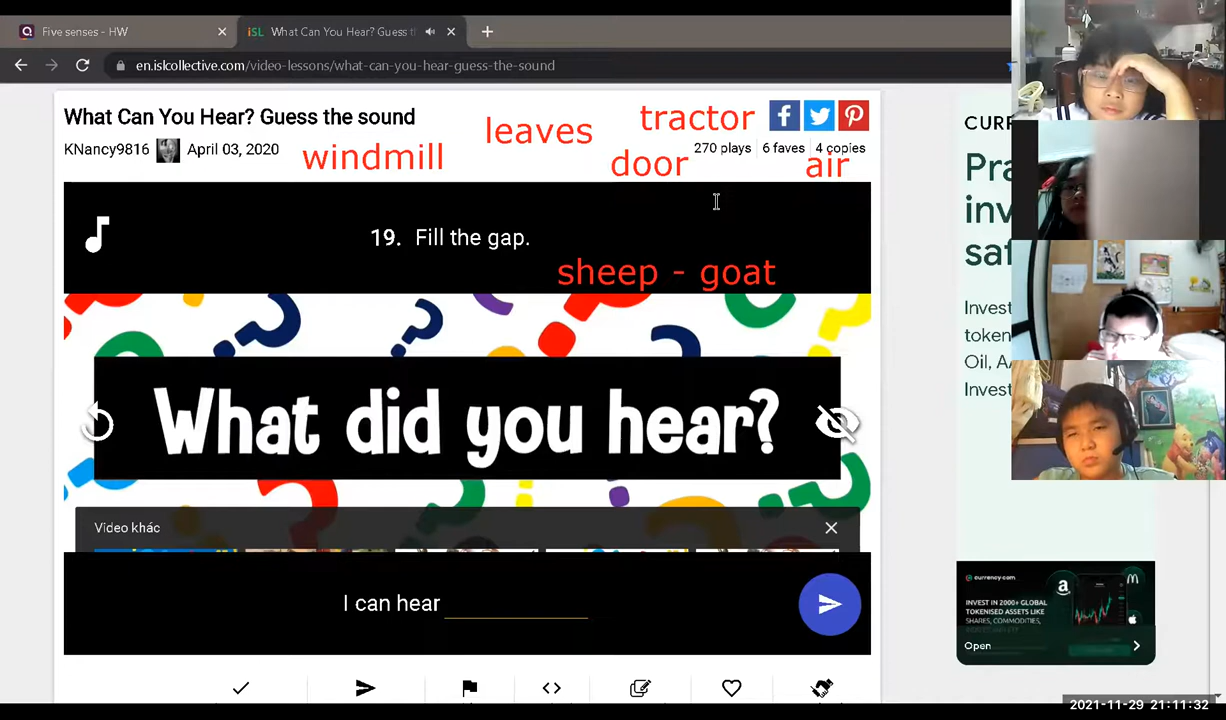 Five senses - HW
iSL What Can You Hear? Guess t
en.islcollective.com/video-lessons/what-can-you-hear-guess-the-sound
What Can You Hear? Guess the sound
KNancy9816 April 03, 2020
windmill
leaves
tractor
door
air
270 plays 6 faves 4 copies
19. Fill the gap.
sheep - goat
What did you hear?
Video khác
I can hear
CURR
Pra
inv
saf
Invest i
token
Oil, A
Invest
currency.com
INVEST IN 2000+ GLOBAL
TOKENISED ASSETS LIKE
SHARES, COMMODITIES,
Open
2021-11-29 21:11:32